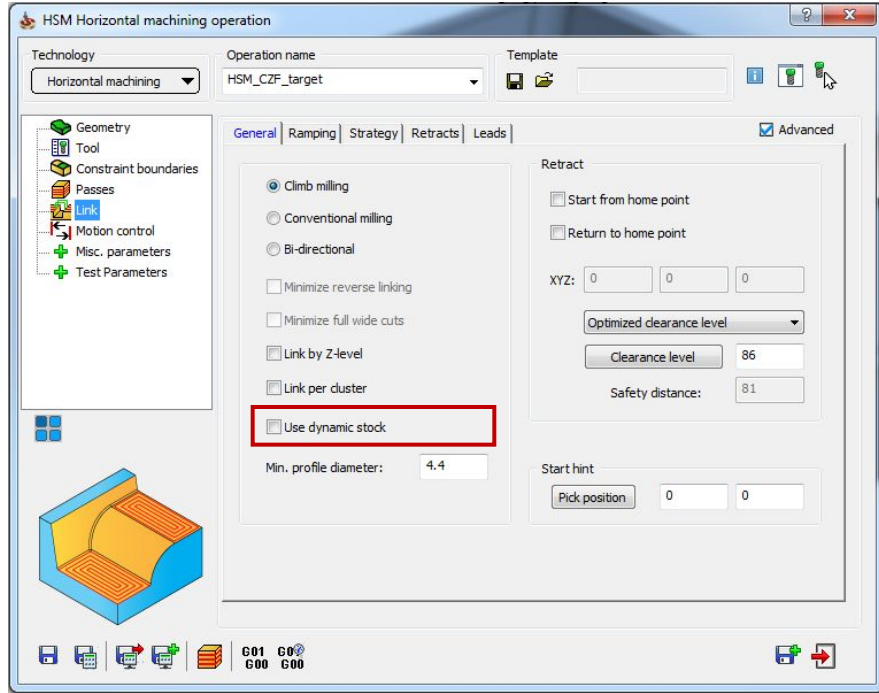 HSM Horizontal machining operation
Technology
Operation name
Template
Horizontal machining
HSM_CZF_target
Geometry
Tool
Constraint boundaries
Passes
Link
Motion control
Misc. parameters
Test Parameters
General
Ramping
Strategy
Retracts
Leads
Advanced
Climb milling
Conventional milling
Bi-directional
Minimize reverse linking
Minimize full wide cuts
Link by Z-level
Link per cluster
Use dynamic stock
Min. profile diameter:
4.4
Retract
Start from home point
Return to home point
XYZ:
0
0
0
Optimized clearance level
Clearance level
86
Safety distance:
81
Start hint
Pick position
0
0
G01 G0
G00 G00